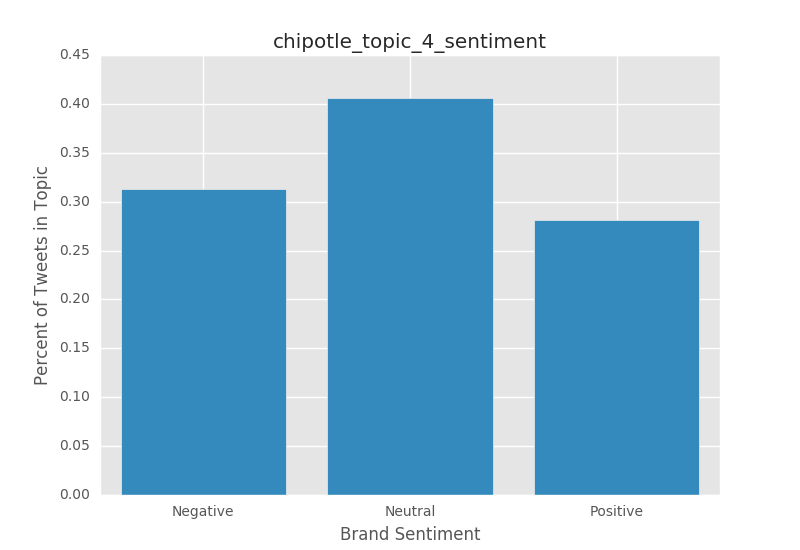 chipotle_topic_4_sentiment
0.45
0.40
0.35
0.30
0.25
0.20
0.15
0.10
0.05
0.00
Percent of Tweets in Topic
Negative
Neutral
Positive
Brand Sentiment